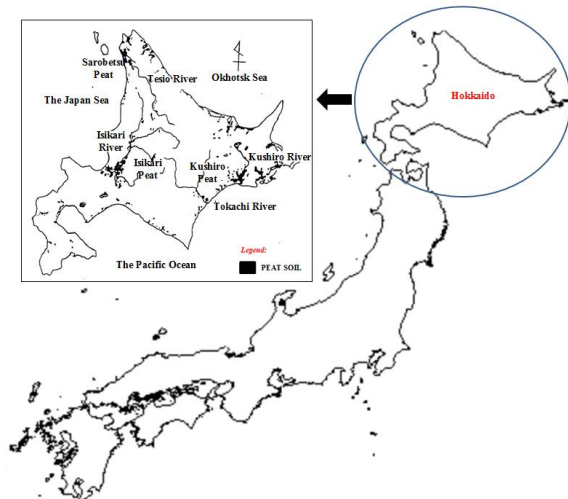 Sarobetsu
Peat
Tesio River
Okhotsk Sea
The Japan Sea
Isikari
River
Isikari
Peat
Kushiro
Peat
Kushiro River
Tokachi River
Legend:
The Pacific Ocean
PEAT SOIL
Hokkaido